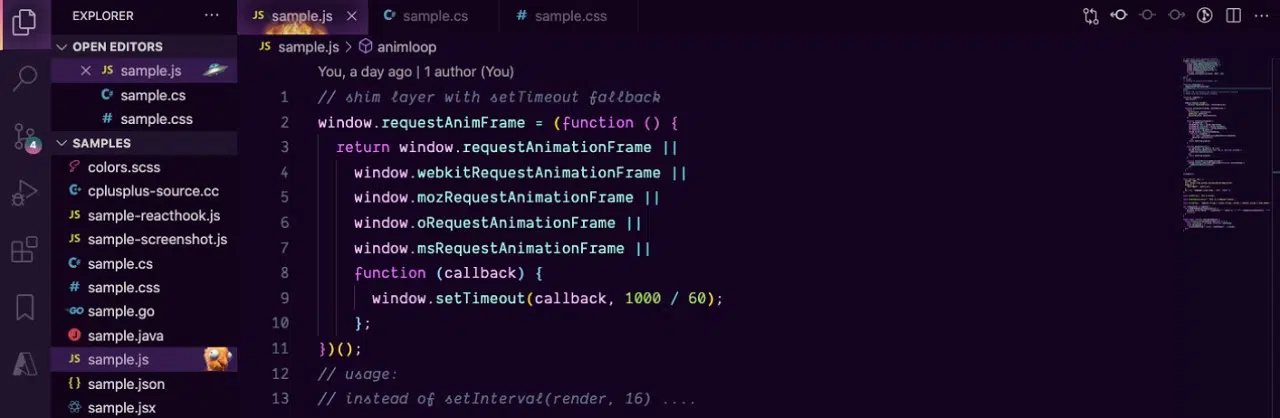 EXPLORER ···
JS sample.js
sample.cs
# sample.css
OPEN EDITORS
JS sample.js
sample.cs
# sample.css
SAMPLES
colors.scss
cplusplus-source.cc
JS sample-reacthook.js
JS sample-screenshot.js
sample.cs
# sample.css
GO sample.go
J sample.java
JS sample.js
{} sample.json
sample.jsx
4
JS sample.js > animloop
You, a day ago | 1 author (You)
1 // shim layer with setTimeout fallback
2 window.requestAnimFrame = (function () {
3 return window.requestAnimationFrame ||
4 window.webkitRequestAnimationFrame ||
5 window.mozRequestAnimationFrame ||
6 window.oRequestAnimationFrame ||
7 window.msRequestAnimationFrame ||
8 function (callback) {
9 window.setTimeout(callback, 1000 / 60);
10 };
11 })();
12 // usage:
13 // instead of setInterval(render, 16) ....